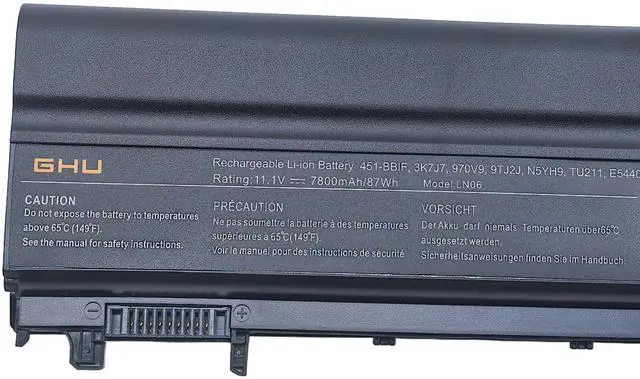 GHU
Rechargeable Li-ion Battery 451-BBIF, 3K7J7, 970V9, 9TJ2J, N5YH9, TU211, E5440
Rating:11.1V ⎓ 7800mAh/87Wh Model:LN06
CAUTION
Do not expose the battery to temperatures
above 65℃(149℉).
See the manual for safety instructions.
PRÉCAUTION
Ne pas soumettre la batterie à des températures
supérieures à 65℃(149℉).
Voir le manuel pour des instructions de sécurité
VORSICHT
Der Akku darf niemals Temperaturen über65℃
ausgesetzt werden.
Sicherheitsanweisungen finden Sie im Handbuch.